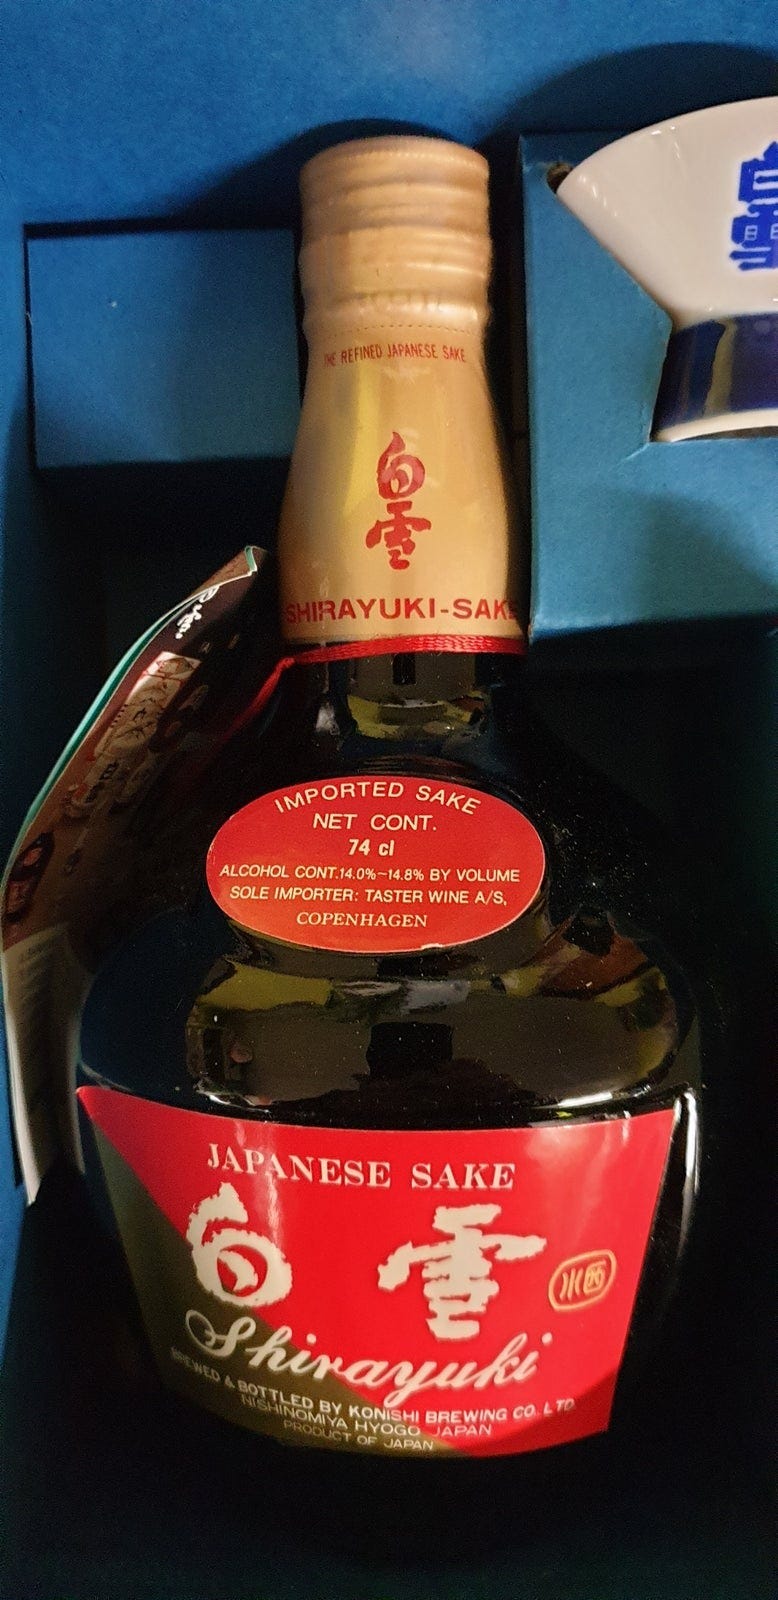 THE REFINED JAPANESE SAKE
白雪
SHIRAYUKI-SAKE
IMPORTED SAKE
NET CONT.
74 cl
ALCOHOL CONT.14.0%~14.8% BY VOLUME
SOLE IMPORTER: TASTER WINE A/S,
COPENHAGEN
JAPANESE SAKE
白雪
Shirayuki
BREWED & BOTTLED BY KONISHI BREWING CO. LTD.
NISHINOMIYA HYOGO JAPAN
PRODUCT OF JAPAN